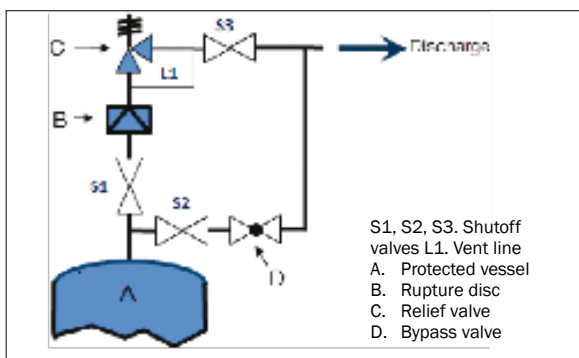 S3
C
Discharge
L1
B
S1
S2
A
D
S1, S2, S3. Shutoff
valves L1. Vent line
A. Protected vessel
B. Rupture disc
C. Relief valve
D. Bypass valve